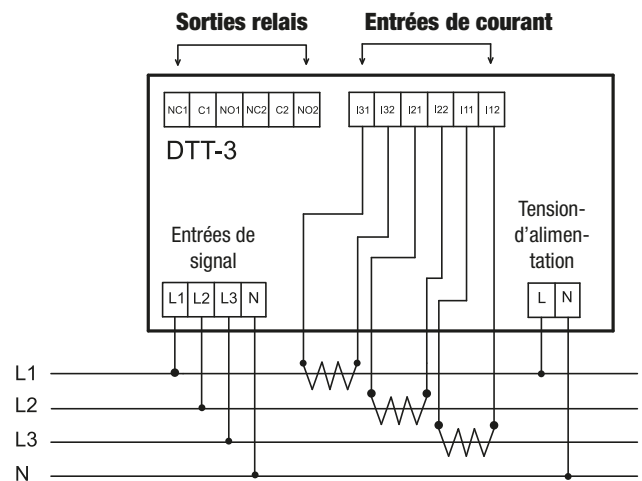 Sorties relais
Entrées de courant
NC1 C1 NO1 NC2 C2 NO2
I31 I32 I21 I22 I11 I12
DTT-3
Entrées de
signal
Tension-
d'alimen-
tation
L1 L2 L3 N
L N
L1
L2
L3
N